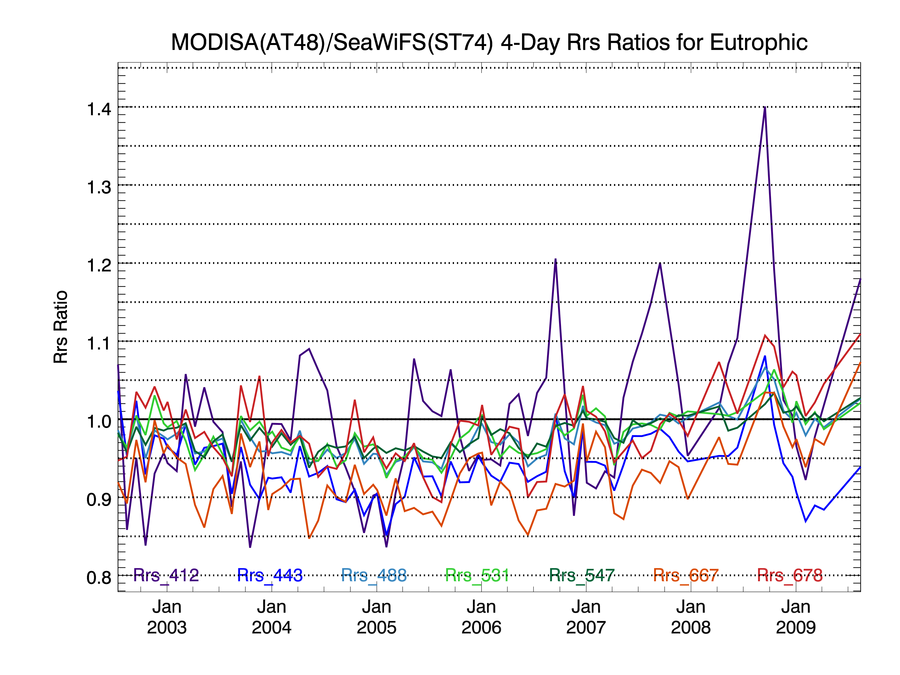 MODISA(AT48)/SeaWiFS(ST74) 4-Day Rrs Ratios for Eutrophic
1.4
1.3
1.2
1.1
1.0
0.9
0.8
Rrs Ratio
Rrs_412 Rrs_443 Rrs_488 Rrs_531 Rrs_547 Rrs_667 Rrs_678
Jan Jan Jan Jan Jan Jan Jan
2003 2004 2005 2006 2007 2008 2009